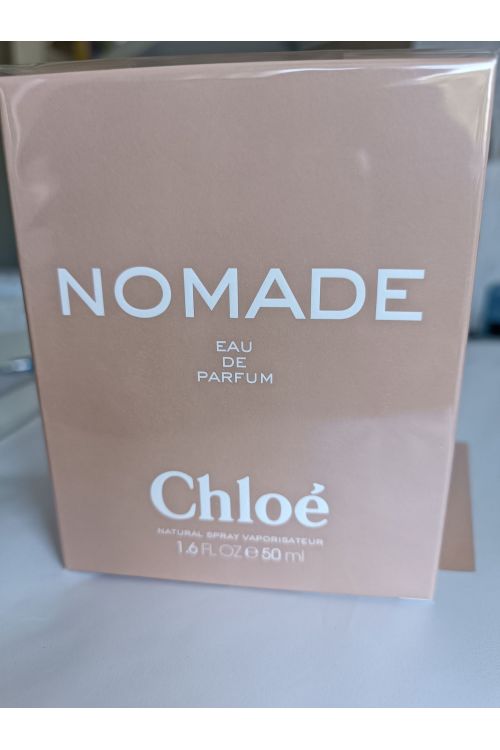 NOMADE
EAU
DE
PARFUM
Chloé
NATURAL SPRAY VAPORISATEUR
1.6 FL OZ ℮ 50 ml